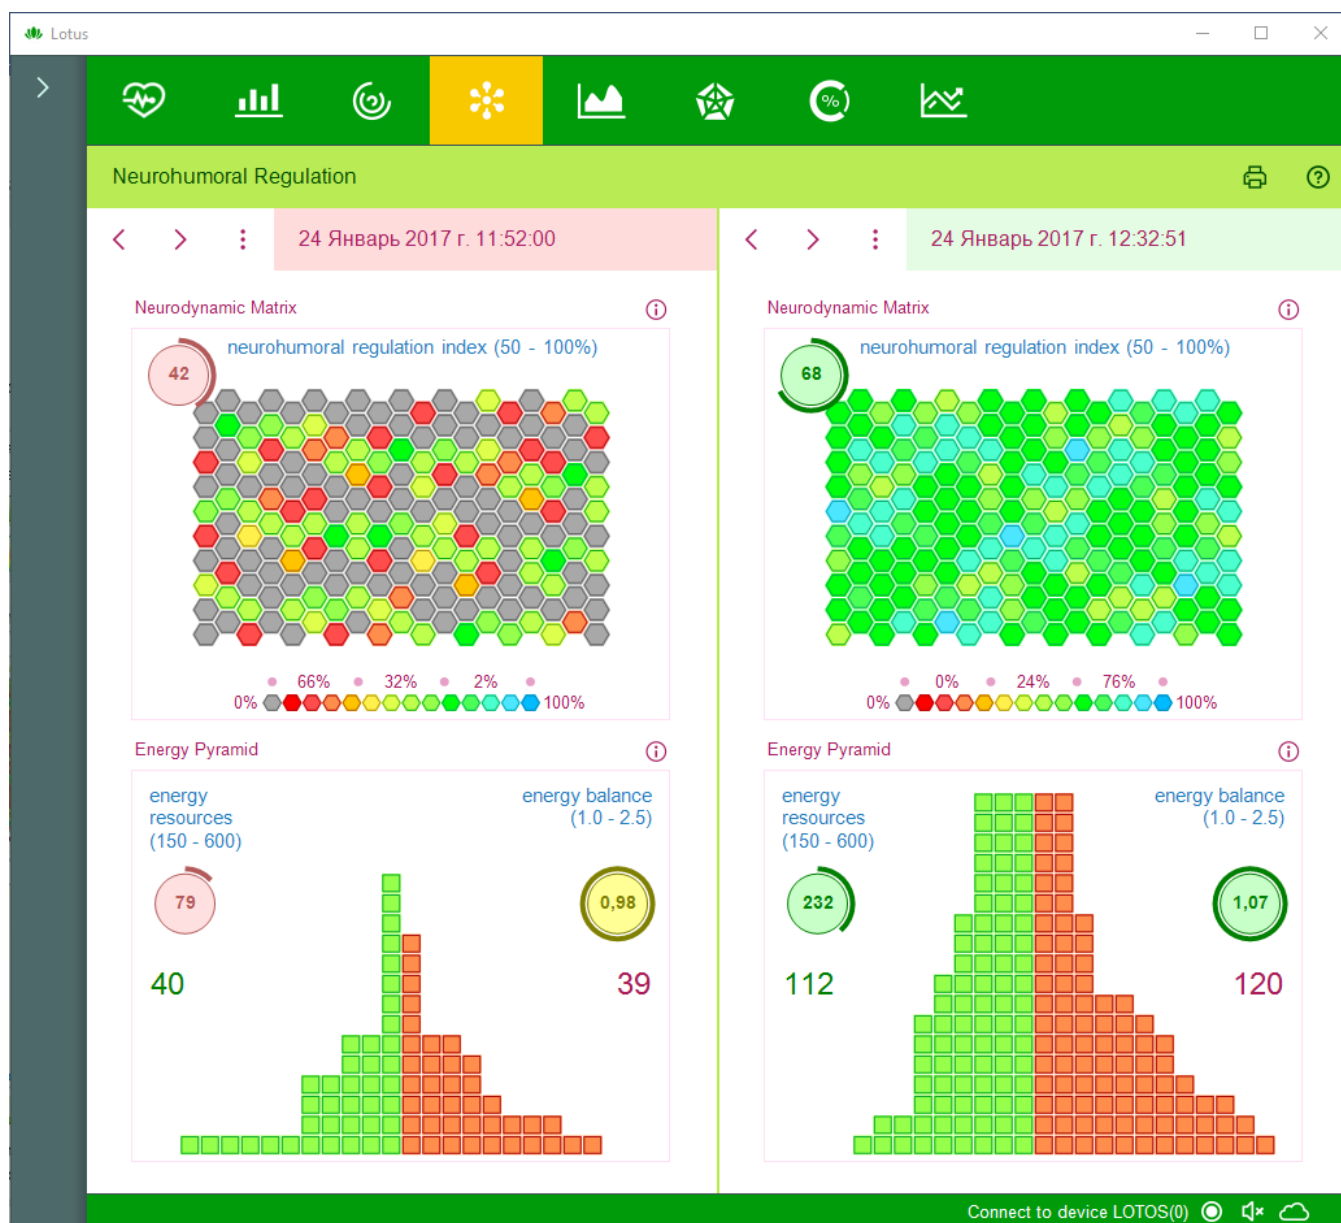 Lotus
Neurohumoral Regulation
24 Январь 2017 г. 11:52:00
24 Январь 2017 г. 12:32:51
Neurodynamic Matrix
neurohumoral regulation index (50 - 100%)
42
66% 32% 2%
0% 100%
Neurodynamic Matrix
neurohumoral regulation index (50 - 100%)
68
0% 24% 76%
0% 100%
Energy Pyramid
energy
resources
(150 - 600)
energy balance
(1.0 - 2.5)
79
0,98
40
39
Energy Pyramid
energy
resources
(150 - 600)
energy balance
(1.0 - 2.5)
232
1,07
112
120
Connect to device LOTOS(0)